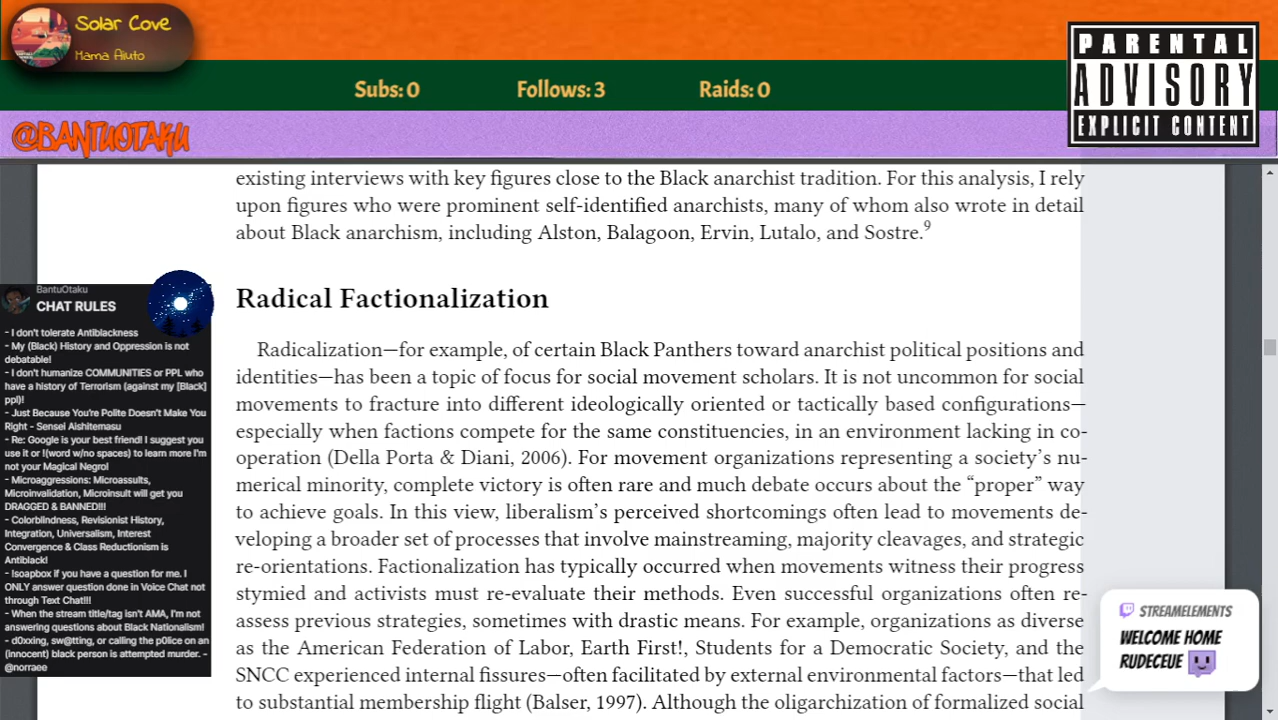 Solar Cove
Mama Aiuto
Subs: 0
Follows: 3
Raids: 0
PARENTAL
ADVISORY
EXPLICIT CONTENT
@BANTUOTAKU
existing interviews with key figures close to the Black anarchist tradition. For this analysis, I rely
upon figures who were prominent self-identified anarchists, many of whom also wrote in detail
about Black anarchism, including Alston, Balagoon, Ervin, Lutalo, and Sostre.9
Radical Factionalization
Radicalization—for example, of certain Black Panthers toward anarchist political positions and
identities—has been a topic of focus for social movement scholars. It is not uncommon for social
movements to fracture into different ideologically oriented or tactically based configurations—
especially when factions compete for the same constituencies, in an environment lacking in co-
operation (Della Porta & Diani, 2006). For movement organizations representing a society's nu-
merical minority, complete victory is often rare and much debate occurs about the "proper" way
to achieve goals. In this view, liberalism's perceived shortcomings often lead to movements de-
veloping a broader set of processes that involve mainstreaming, majority cleavages, and strategic
re-orientations. Factionalization has typically occurred when movements witness their progress
stymied and activists must re-evaluate their methods. Even successful organizations often re-
assess previous strategies, sometimes with drastic means. For example, organizations as diverse
as the American Federation of Labor, Earth First!, Students for a Democratic Society, and the
SNCC experienced internal fissures—often facilitated by external environmental factors—that led
to substantial membership flight (Balser, 1997). Although the oligarchization of formalized social
BantuOtaku
CHAT RULES
- I don't tolerate Antiblackness
- My (Black) History and Oppression is not
debatable!
- I don't humanize COMMUNITIES or PPL who
have a history of Terrorism (against my [Black]
ppl)!
- Just Because You're Polite Doesn't Make You
Right - Sensei Aishitemasu
- Re: Google is your best friend! I suggest you
use it or !(word w/no spaces) to learn more I'm
not your Magical Negro!
- Microaggressions: Microassults,
Microinvalidation, Microinsult will get you
DRAGGED & BANNED!!!
- Colorblindness, Revisionist History,
Integration, Universalism, Interest
Convergence & Class Reductionism is
Antiblack!
- !soapbox if you have a question for me. I
ONLY answer question done in Voice Chat not
through Text Chat!!!
- When the stream title/tag isn't AMA, I'm not
answering questions about Black Nationalism!
- d0xxing, sw@tting, or calling the p0lice on an
(innocent) black person is attempted murder. -
@norraee
STREAMELEMENTS
WELCOME HOME
RUDECEUE